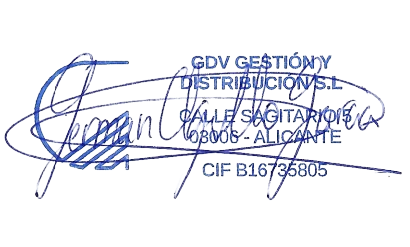 GDV GESTIÓN Y
DISTRIBUCIÓN S.L
CALLE SAGITARIO 5
03006 - ALICANTE
CIF B16735805